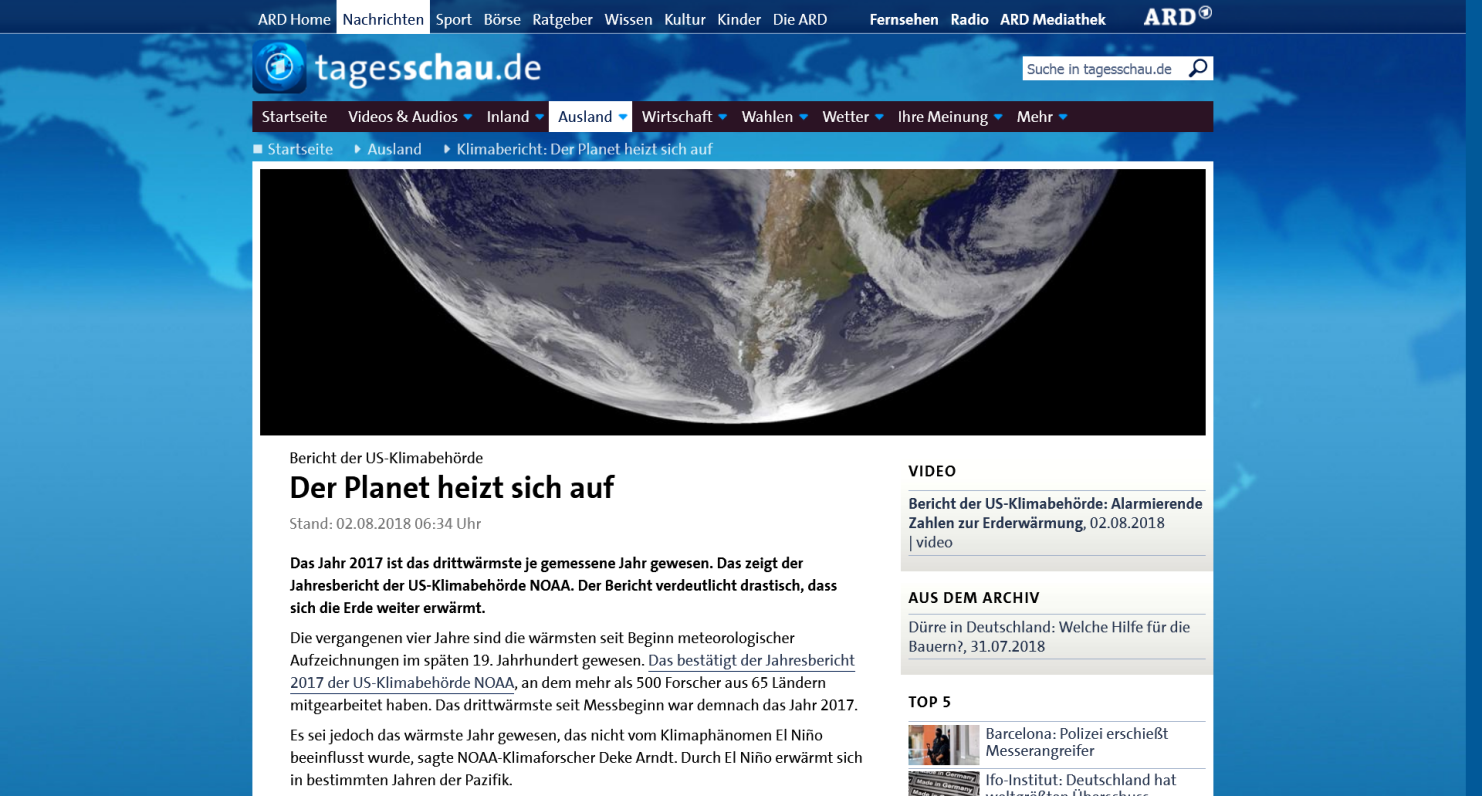 ARD Home Nachrichten Sport Börse Ratgeber Wissen Kultur Kinder Die ARD Fernsehen Radio ARD Mediathek ARD
tagesschau.de
Suche in tagesschau.de
Startseite Videos & Audios Inland Ausland Wirtschaft Wahlen Wetter Ihre Meinung Mehr
Startseite Ausland Klimabericht: Der Planet heizt sich auf
Bericht der US-Klimabehörde
Der Planet heizt sich auf
Stand: 02.08.2018 06:34 Uhr
Das Jahr 2017 ist das drittwärmste je gemessene Jahr gewesen. Das zeigt der
Jahresbericht der US-Klimabehörde NOAA. Der Bericht verdeutlicht drastisch, dass
sich die Erde weiter erwärmt.
Die vergangenen vier Jahre sind die wärmsten seit Beginn meteorologischer
Aufzeichnungen im späten 19. Jahrhundert gewesen. Das bestätigt der Jahresbericht
2017 der US-Klimabehörde NOAA, an dem mehr als 500 Forscher aus 65 Ländern
mitgearbeitet haben. Das drittwärmste seit Messbeginn war demnach das Jahr 2017.
Es sei jedoch das wärmste Jahr gewesen, das nicht vom Klimaphänomen El Niño
beeinflusst wurde, sagte NOAA-Klimaforscher Deke Arndt. Durch El Niño erwärmt sich
in bestimmten Jahren der Pazifik.
VIDEO
Bericht der US-Klimabehörde: Alarmierende
Zahlen zur Erderwärmung, 02.08.2018
| video
AUS DEM ARCHIV
Dürre in Deutschland: Welche Hilfe für die
Bauern?, 31.07.2018
TOP 5
Barcelona: Polizei erschießt
Messerangreifer
Ifo-Institut: Deutschland hat
weltgrößten Überschuss
Made in Germany